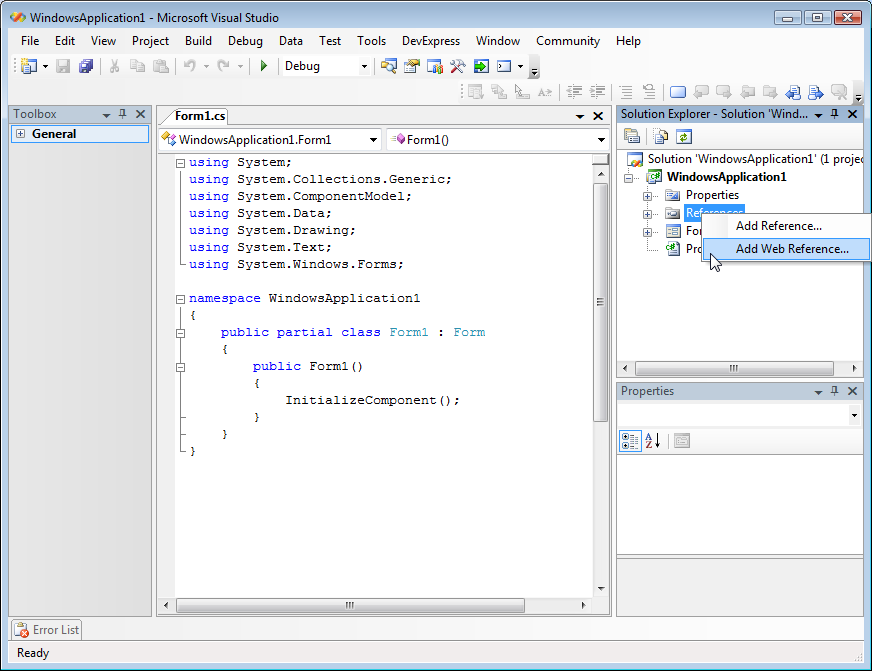 WindowsApplication1 - Microsoft Visual Studio
File Edit View Project Build Debug Data Test Tools DevExpress Window Community Help
Debug
Toolbox
General
Form1.cs
WindowsApplication1.Form1
Form1()
using System;
using System.Collections.Generic;
using System.ComponentModel;
using System.Data;
using System.Drawing;
using System.Text;
using System.Windows.Forms;
namespace WindowsApplication1
{
public partial class Form1 : Form
{
public Form1()
{
InitializeComponent();
}
}
}
Solution Explorer - Solution 'Wind...
Solution 'WindowsApplication1' (1 projec
WindowsApplication1
Properties
References
For
Pro
Add Reference...
Add Web Reference...
Properties
Error List
Ready